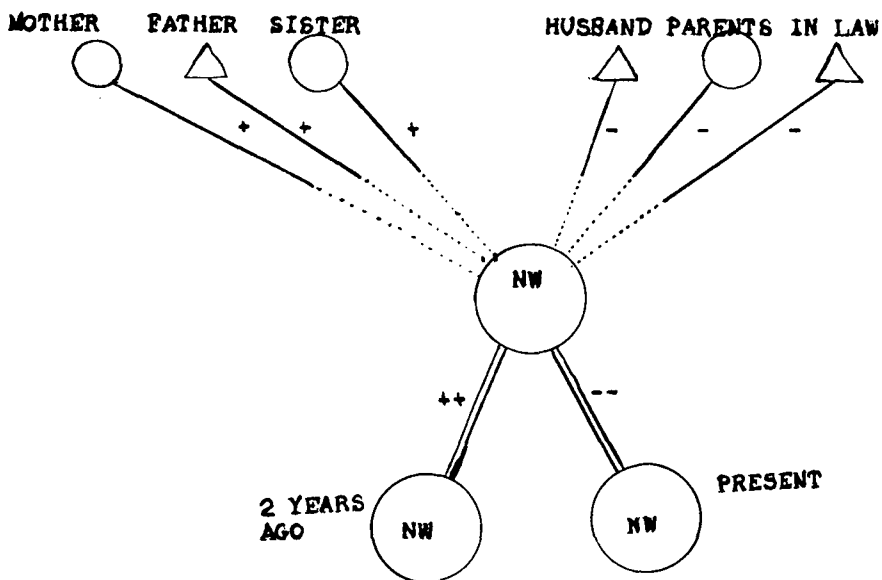 MOTHER FATHER SISTER HUSBAND PARENTS IN LAW
+ + + - - -
NW
++ --
2 YEARS
AGO
NW
NW
PRESENT